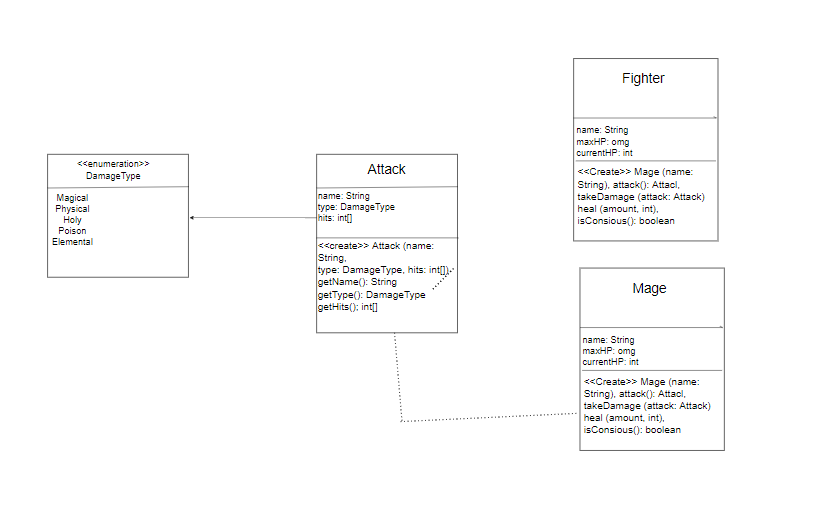 <<enumeration>>
DamageType
Magical
Physical
Holy
Poison
Elemental
Attack
name: String
type: DamageType
hits: int[]
<<create>> Attack (name:
String,
type: DamageType, hits: int[]),
getName(): String
getType(): DamageType
getHits(); int[]
Fighter
name: String
maxHP: omg
currentHP: int
<<Create>> Mage (name:
String), attack(): Attacl,
takeDamage (attack: Attack)
heal (amount, int),
isConsious(): boolean
Mage
name: String
maxHP: omg
currentHP: int
<<Create>> Mage (name:
String), attack(): Attacl,
takeDamage (attack: Attack)
heal (amount, int),
isConsious(): boolean